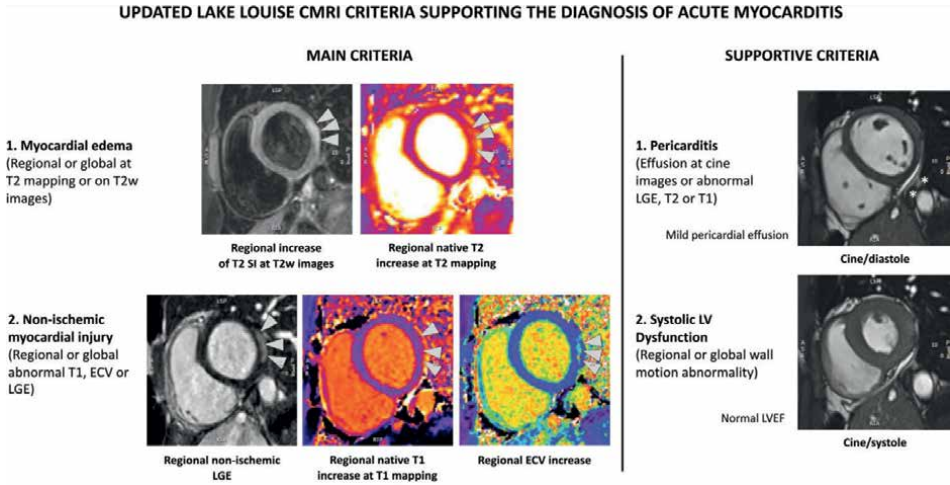 UPDATED LAKE LOUISE CMRI CRITERIA SUPPORTING THE DIAGNOSIS OF ACUTE MYOCARDITIS
MAIN CRITERIA
1. Myocardial edema
(Regional or global at
T2 mapping or on T2w
images)
Regional increase
of T2 SI at T2w images
Regional native T2
increase at T2 mapping
2. Non-ischemic
myocardial injury
(Regional or global
abnormal T1, ECV or
LGE)
Regional non-ischemic
LGE
Regional native T1
increase at T1 mapping
Regional ECV increase
SUPPORTIVE CRITERIA
1. Pericarditis
(Effusion at cine
images or abnormal
LGE, T2 or T1)
Mild pericardial effusion
* *
Cine/diastole
2. Systolic LV
Dysfunction
(Regional or global wall
motion abnormality)
Normal LVEF
Cine/systole